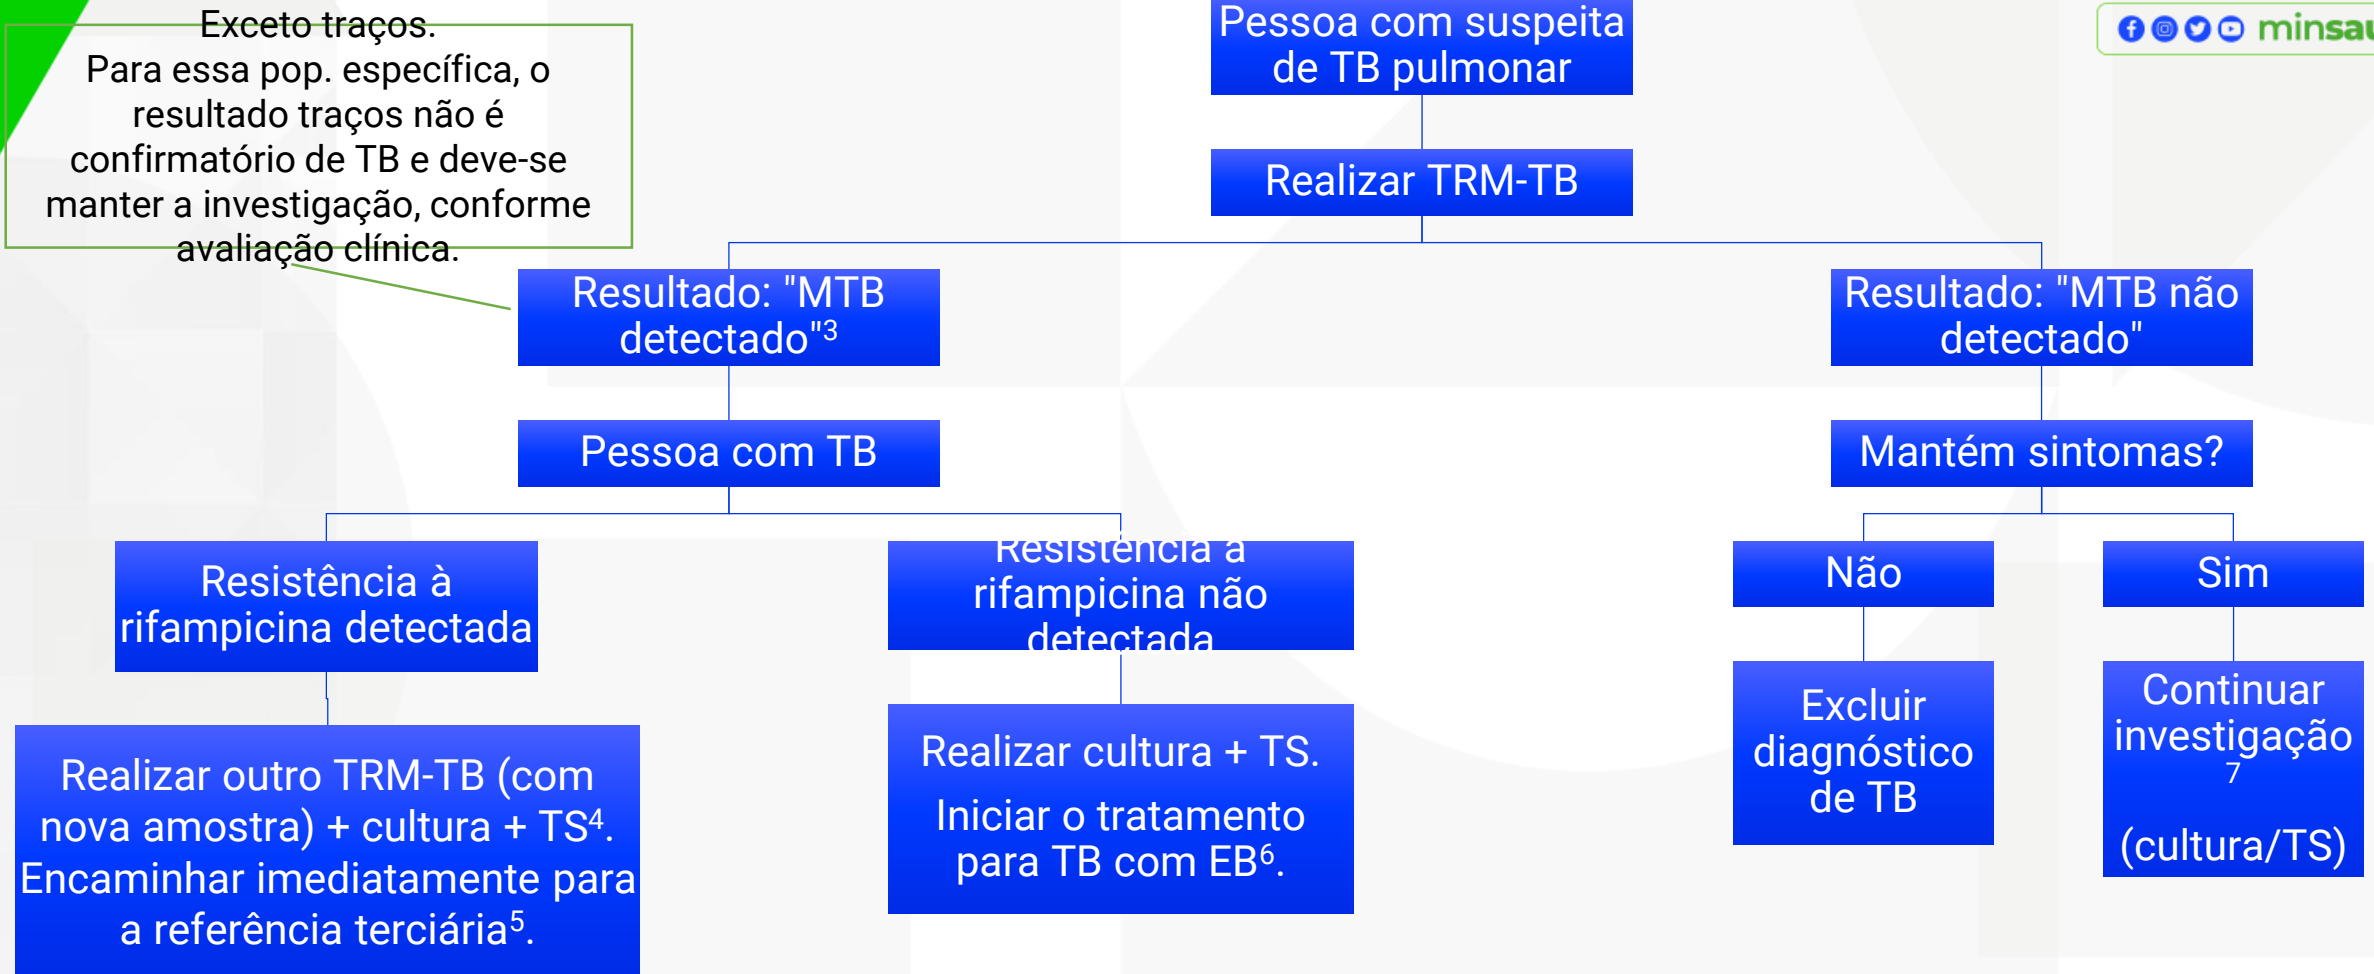 Exceto traços.
Para essa pop. específica, o
resultado traços não é
confirmatório de TB e deve-se
manter a investigação, conforme
avaliação clínica.
Pessoa com suspeita
de TB pulmonar
minsau
Realizar TRM-TB
Resultado: "MTB
detectado"3
Resultado: "MTB não
detectado"
Pessoa com TB
Mantém sintomas?
Resistência à
rifampicina detectada
Resistência à
rifampicina não
detectada
Não
Sim
Realizar outro TRM-TB (com
nova amostra) + cultura + TS4.
Encaminhar imediatamente para
a referência terciária5.
Realizar cultura + TS.
Iniciar o tratamento
para TB com EB6.
Excluir
diagnóstico
de TB
Continuar
investigação
7
(cultura/TS)